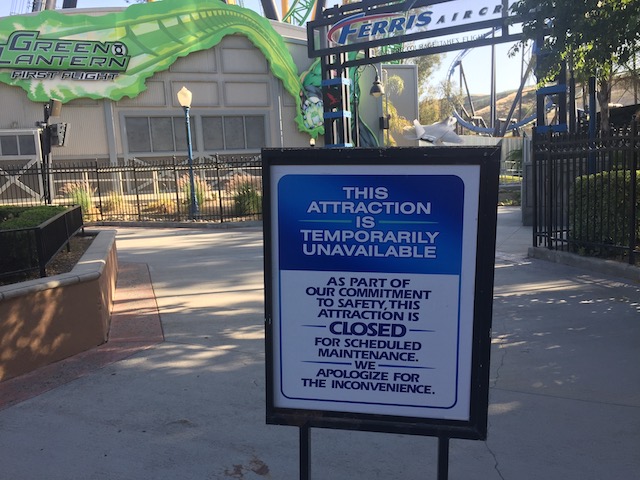 GREEN LANTERN
FIRST FLIGHT
FERRIS AIRCRA
THIS
ATTRACTION
IS
TEMPORARILY
UNAVAILABLE
AS PART OF
OUR COMMITMENT
TO SAFETY, THIS
ATTRACTION IS
CLOSED
FOR SCHEDULED
MAINTENANCE.
WE
APOLOGIZE FOR
THE INCONVENIENCE.